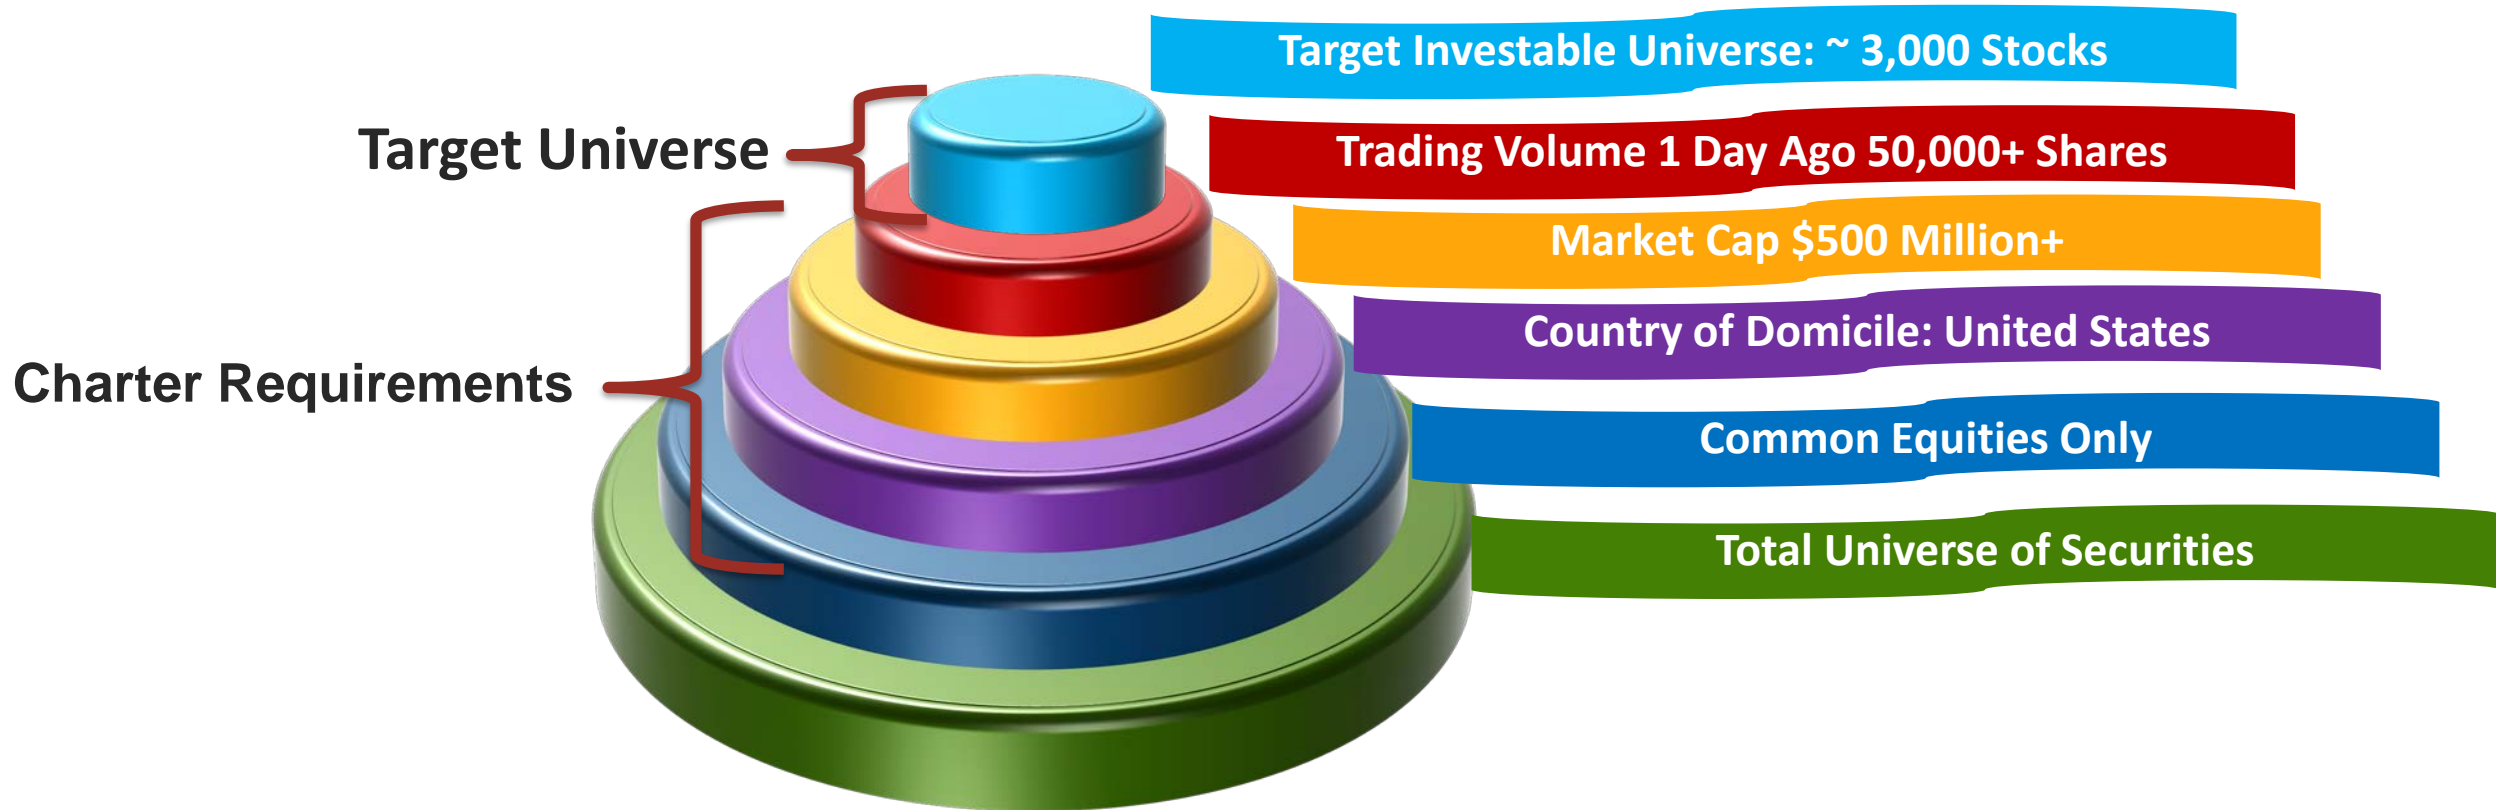 Target Investable Universe: ~ 3,000 Stocks
Target Universe
Trading Volume 1 Day Ago 50,000+ Shares
Market Cap $500 Million+
Country of Domicile: United States
Charter Requirements
Common Equities Only
Total Universe of Securities